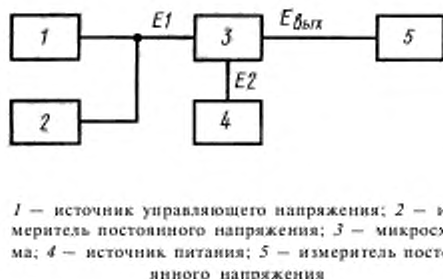 1
E1
3
Eвых
5
2
E2
4
1 — источник управляющего напряжения; 2 — и
меритель постоянного напряжения; 3 — микросх
ма; 4 — источник питания; 5 — измеритель посто
янного напряжения